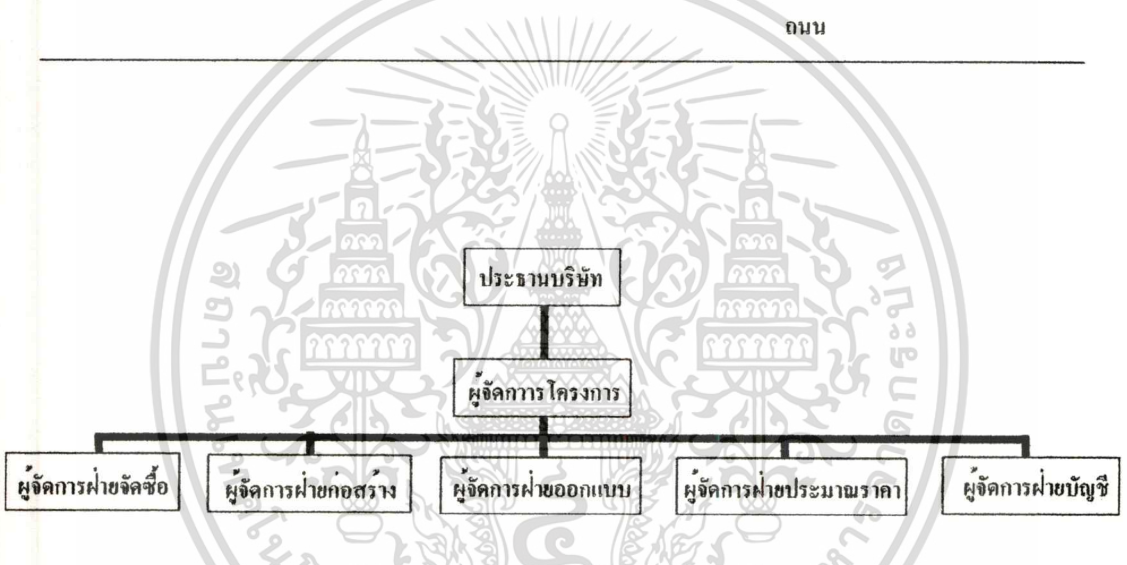 ถนน
ประธานบริษัท
ผู้จัดกาารโครงการ
ผู้จัดการฝ่ายจัดซื้อ ผู้จัดการฝ่ายก่อสร้าง ผู้จัดการฝ่ายออกแบบ ผู้จัดการฝ่ายประมาณราคา ผู้จัดการฝ่ายบัญชี